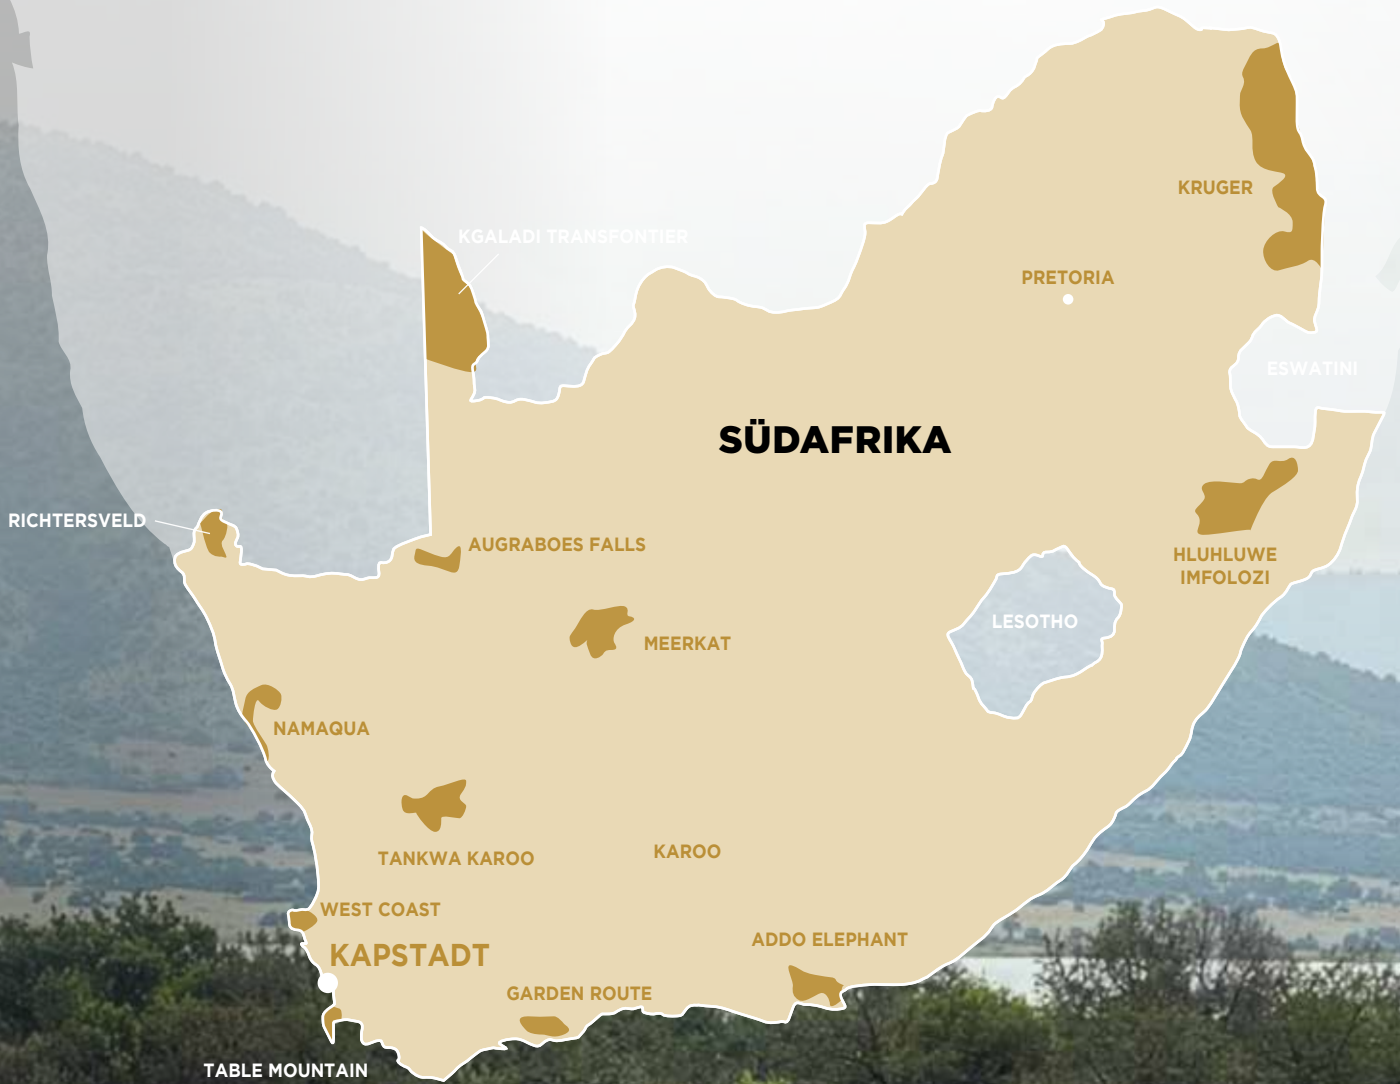 KRUGER
KGALADI TRANSFONTIER
PRETORIA
ESWATINI
SÜDAFRIKA
RICHTERSVELD
AUGRABOES FALLS
HLUHLUWE
IMFOLOZI
LESOTHO
MEERKAT
NAMAQUA
TANKWA KAROO
KAROO
WEST COAST
ADDO ELEPHANT
KAPSTADT
GARDEN ROUTE
TABLE MOUNTAIN